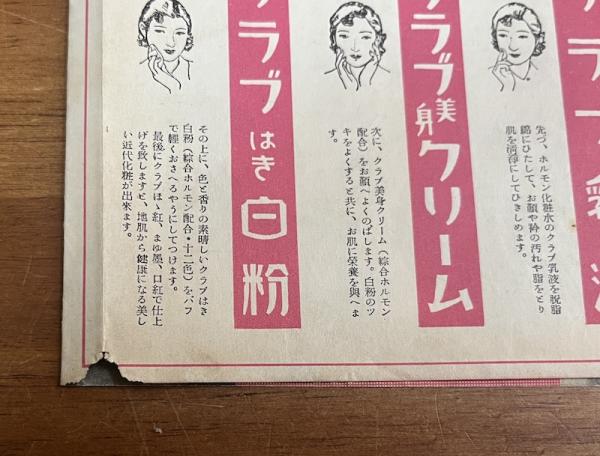 クラブ乳液
先づ、ホルモン化粧水のクラブ乳液を脱脂
綿にひたして、お顔や衿の汚れや脂をとり
肌を清浄にしてひきしめます。
クラブ美身クリーム
次に、クラブ美身クリーム（綜合ホルモン
配合）をお顔へよくのばします。白粉のツ
キをよくすると共に、お肌に栄養を與へま
す。
クラブはき白粉
その上に、色と香りの素晴しいクラブはき
白粉（綜合ホルモン配合・十二色）をパフ
で軽くおさへるやうにしてつけます。
最後にクラブほゝ紅、まゆ墨、口紅で仕上
げを致しますと、地肌から健康になる美し
い近代化粧が出来ます。